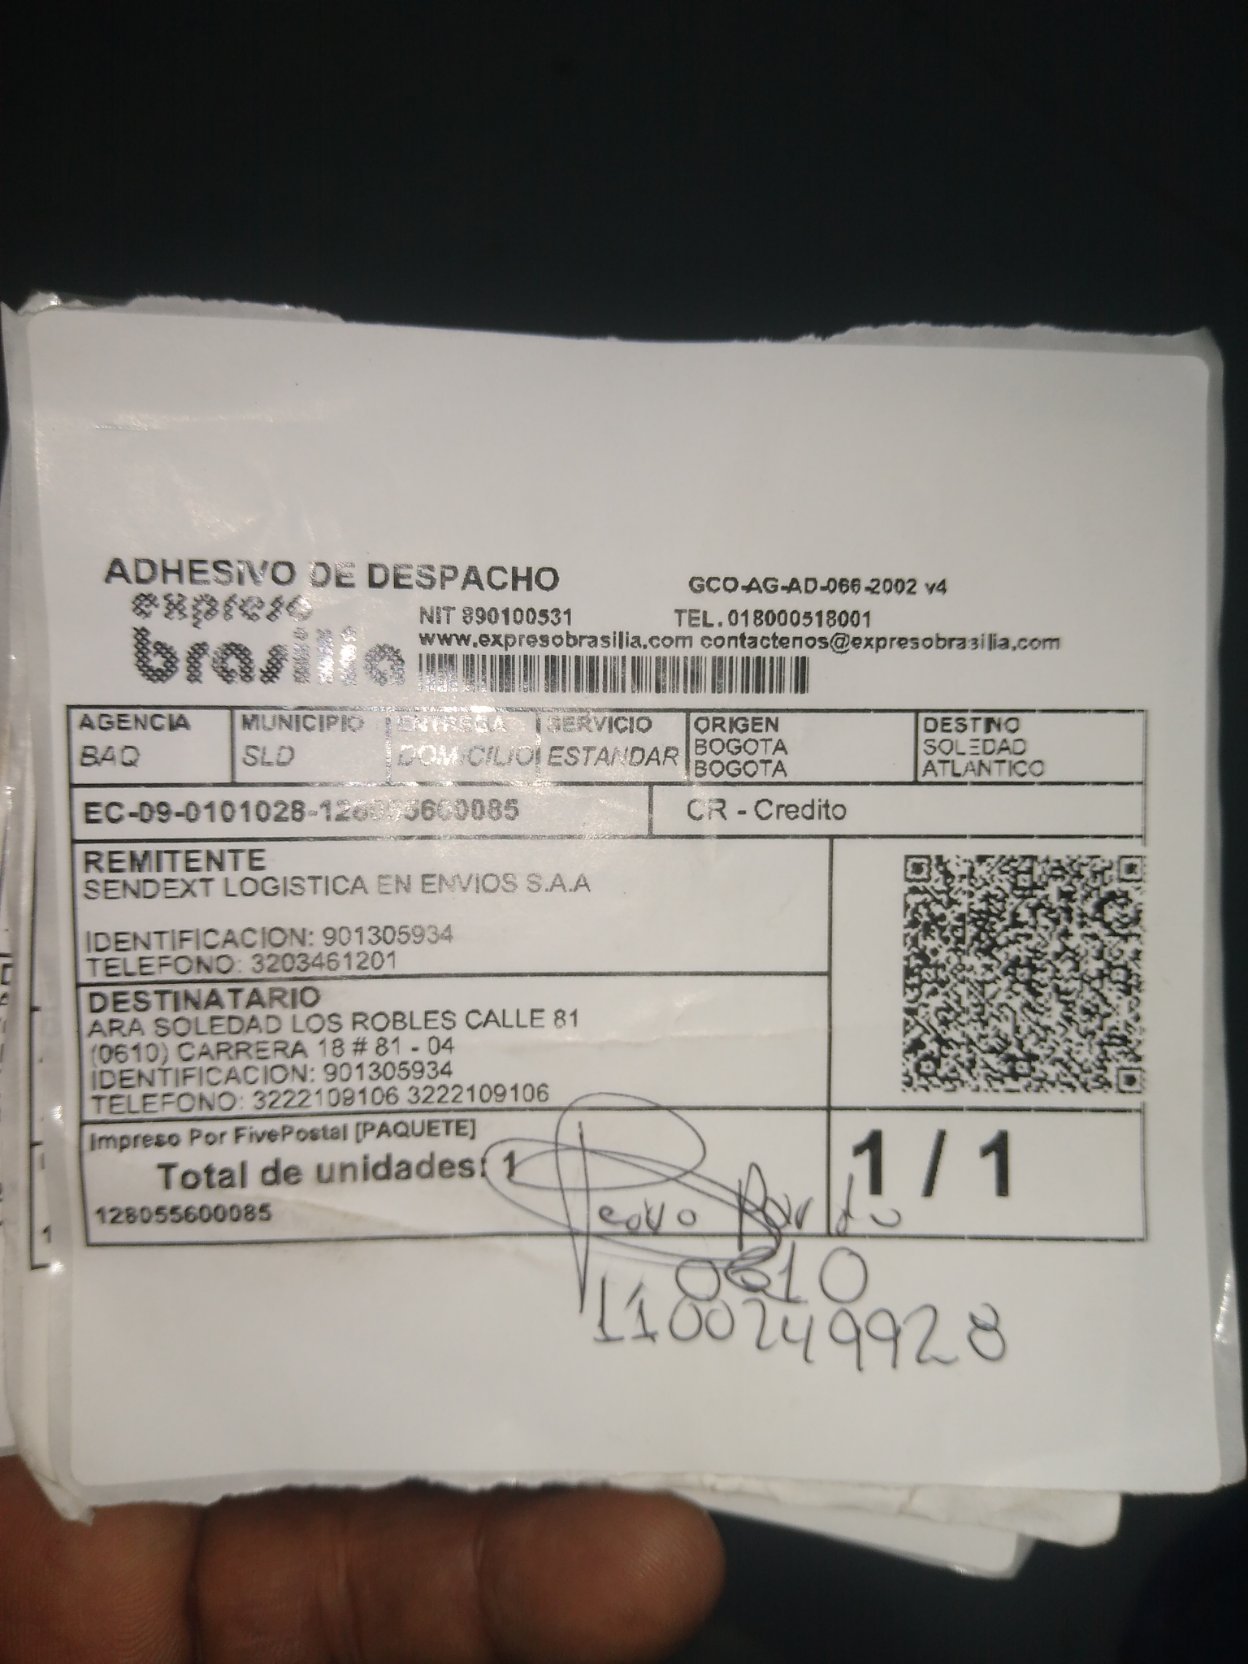 ADHESIVO DE DESPACHO
GCO-AG-AD-066-2002 v4
expreso
brasilia
NIT 890100531 TEL. 018000518001
www.expresobrasilia.com contactenos@expresobrasilia.com
AGENCIA MUNICIPIO ENTREGA SERVICIO ORIGEN DESTINO
BAQ SLD DOMICILIO ESTANDAR BOGOTA SOLEDAD
BOGOTA ATLANTICO
EC-09-0101028-128055600085 CR - Credito
REMITENTE
SENDEXT LOGISTICA EN ENVIOS S.A.A
IDENTIFICACION: 901305934
TELEFONO: 3203461201
DESTINATARIO
ARA SOLEDAD LOS ROBLES CALLE 81
(0610) CARRERA 18 # 81 - 04
IDENTIFICACION: 901305934
TELEFONO: 3222109106 3222109106
Impreso Por FivePostal [PAQUETE]
Total de unidades: 1
1 / 1
128055600085
0610
1100249928